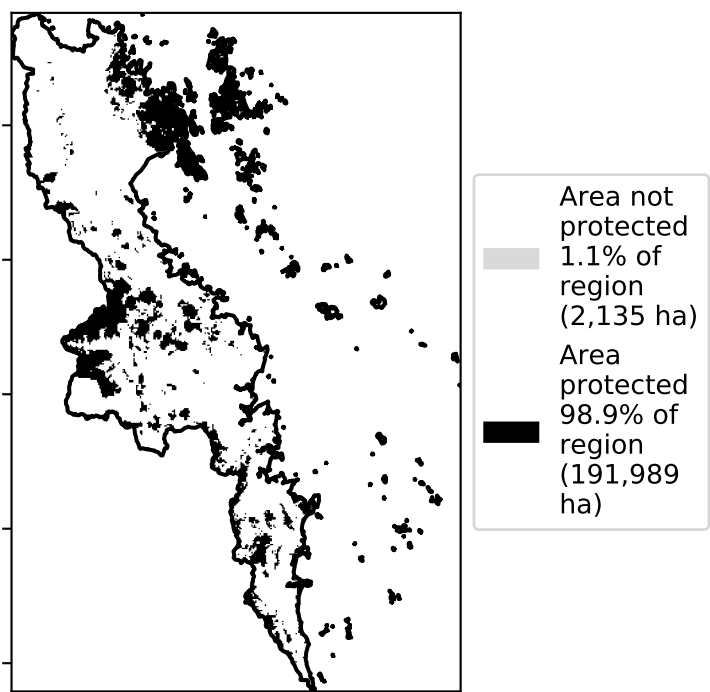 Area not
protected
1.1% of
region
(2,135 ha)
Area
protected
98.9% of
region
(191,989
ha)